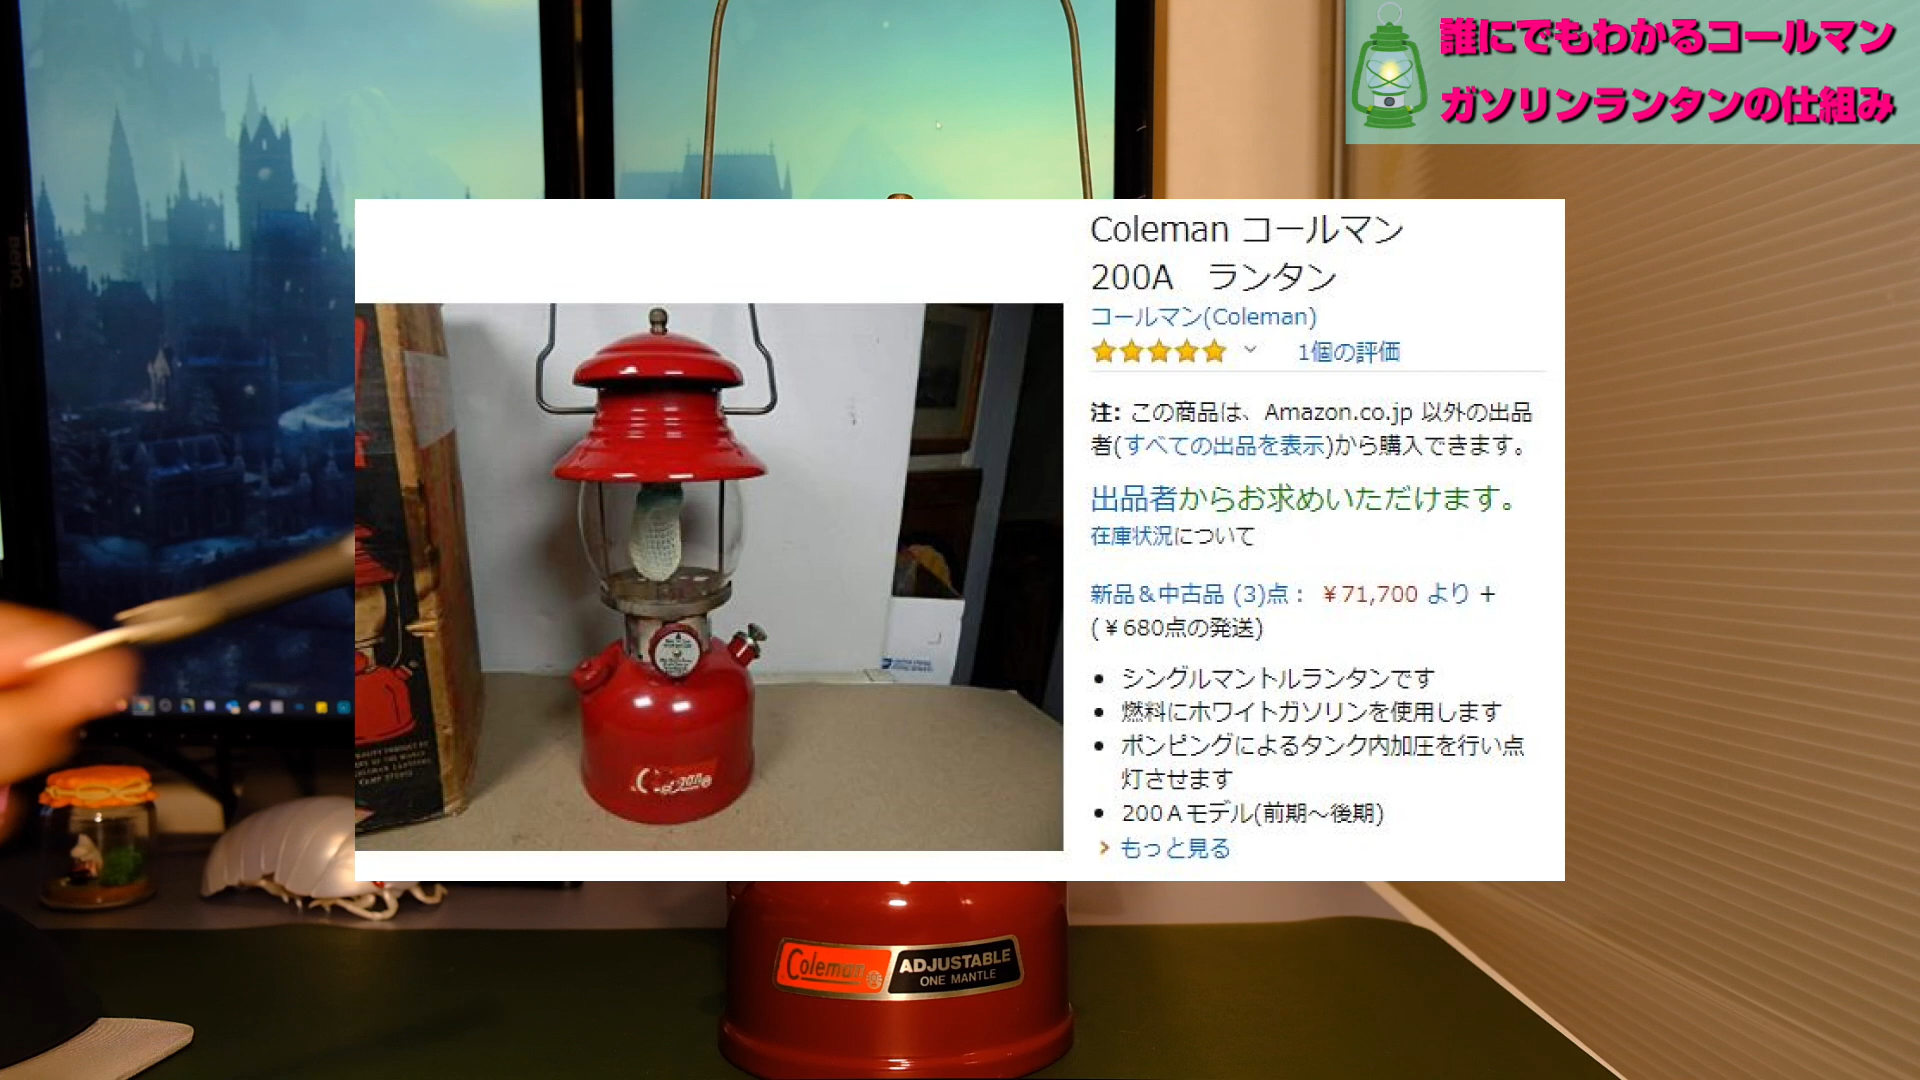 誰にでもわかるコールマン
ガソリンランタンの仕組み
Coleman コールマン
200A ランタン
コールマン(Coleman)
1個の評価
注: この商品は、Amazon.co.jp 以外の出品
者(すべての出品を表示)から購入できます。
出品者からお求めいただけます。
在庫状況について
新品&中古品 (3)点: ¥71,700 より +
(¥680点の発送)
• シングルマントルランタンです
• 燃料にホワイトガソリンを使用します
• ポンピングによるタンク内加圧を行い点
灯させます
• 200Aモデル(前期~後期)
もっと見る
Coleman
ADJUSTABLE
ONE MANTLE